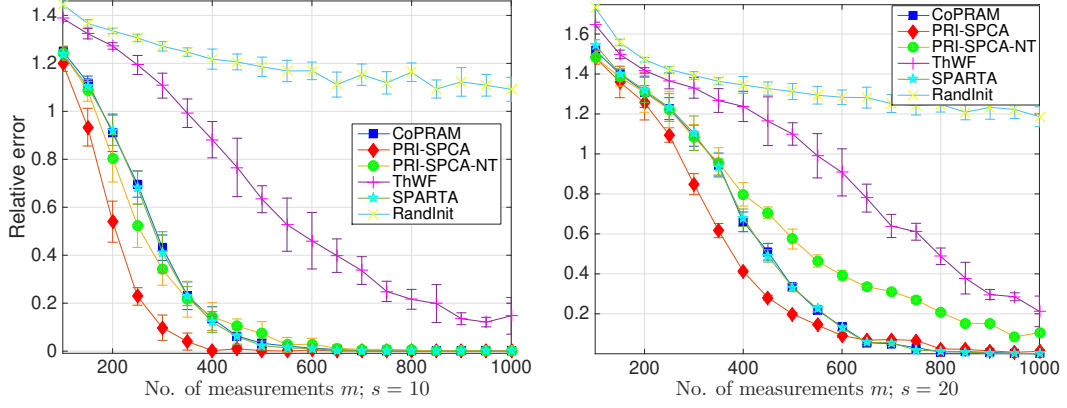 Relative error
1.4
1.2
1
0.8
0.6
0.4
0.2
0
200 400 600 800 1000
No. of measurements m; s = 10
CoPRAM
PRI-SPCA
PRI-SPCA-NT
ThWF
SPARTA
RandInit
1.6
1.4
1.2
1
0.8
0.6
0.4
0.2
200 400 600 800 1000
No. of measurements m; s = 20
CoPRAM
PRI-SPCA
PRI-SPCA-NT
ThWF
SPARTA
RandInit